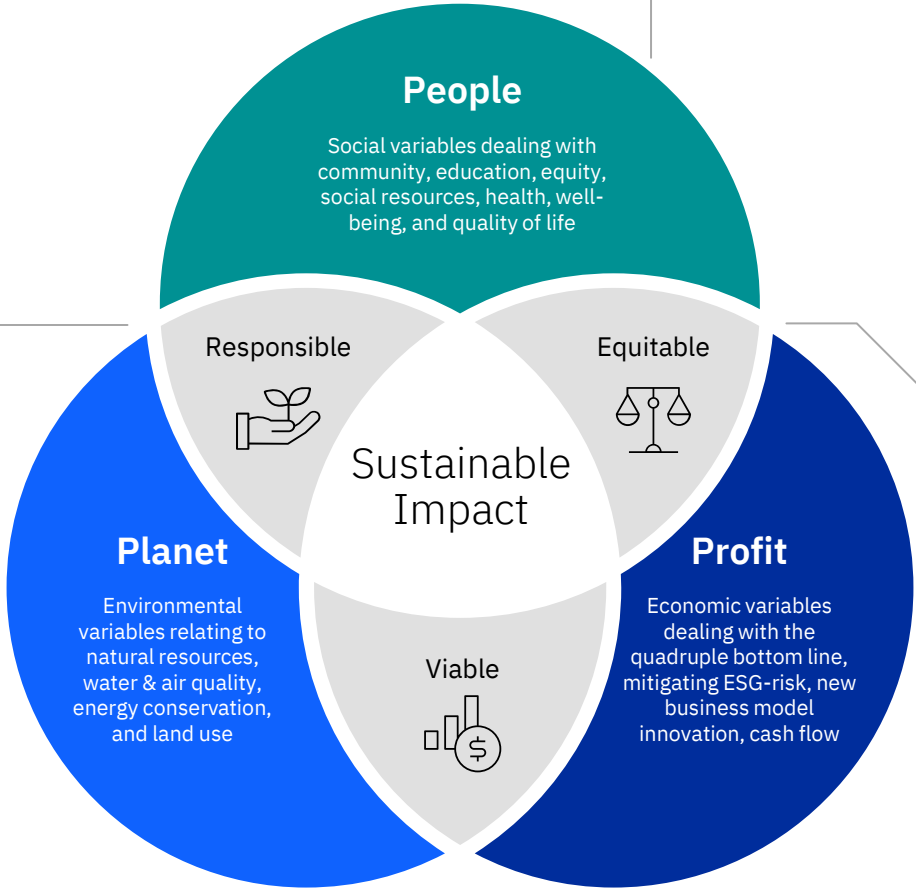 People
Social variables dealing with
community, education, equity,
social resources, health, well-
being, and quality of life
Responsible
Equitable
Sustainable
Impact
Planet
Environmental
variables relating to
natural resources,
water & air quality,
energy conservation,
and land use
Profit
Economic variables
dealing with the
quadruple bottom line,
mitigating ESG-risk, new
business model
innovation, cash flow
Viable
$